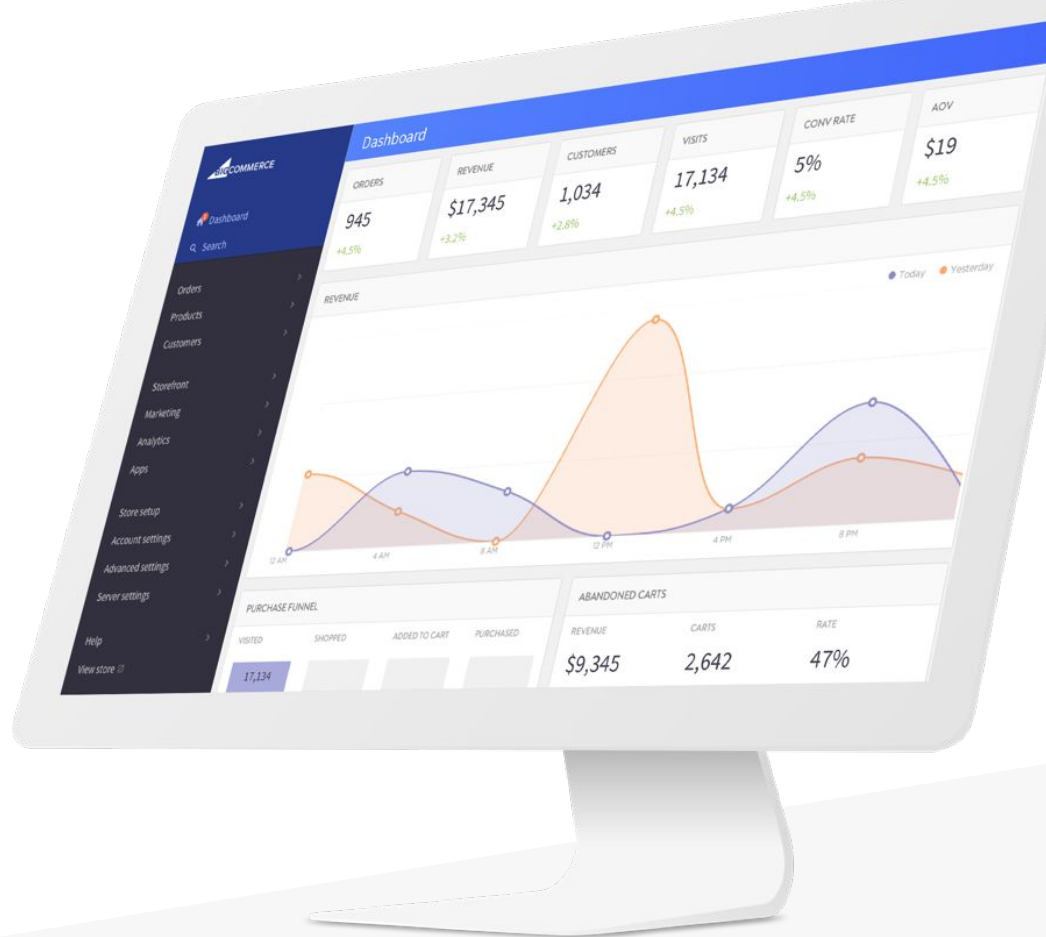 BIGCOMMERCE
Dashboard
Search
Orders
Products
Customers
Storefront
Marketing
Analytics
Apps
Store setup
Account settings
Advanced settings
Server settings
Help
View store
Dashboard
ORDERS
945
+4.5%
REVENUE
$17,345
+3.2%
CUSTOMERS
1,034
+2.8%
VISITS
17,134
+4.5%
CONV RATE
5%
+4.5%
AOV
$19
+4.5%
REVENUE
Today
Yesterday
12 AM
4 AM
8 AM
12 PM
4 PM
8 PM
PURCHASE FUNNEL
VISITED
SHOPPED
ADDED TO CART
PURCHASED
17,134
ABANDONED CARTS
REVENUE
CARTS
RATE
$9,345
2,642
47%